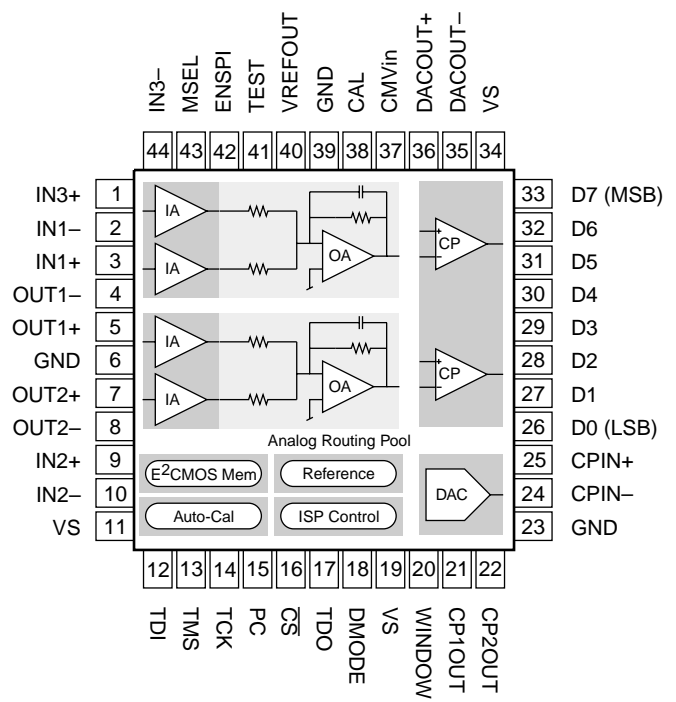 IN3–
MSEL
ENSPI
TEST
VREFOUT
GND
CAL
CMVin
DACOUT+
DACOUT–
VS
44 43 42 41 40 39 38 37 36 35 34
IN3+ 1
IN1– 2
IN1+ 3
OUT1– 4
OUT1+ 5
GND 6
OUT2+ 7
OUT2– 8
IN2+ 9
IN2– 10
VS 11
IA
IA
OA
CP
IA
IA
OA
CP
Analog Routing Pool
E²CMOS Mem
Reference
Auto-Cal
ISP Control
DAC
33 D7 (MSB)
32 D6
31 D5
30 D4
29 D3
28 D2
27 D1
26 D0 (LSB)
25 CPIN+
24 CPIN–
23 GND
12 13 14 15 16 17 18 19 20 21 22
TDI
TMS
TCK
PC
C̅S̅
TDO
DMODE
VS
WINDOW
CP1OUT
CP2OUT